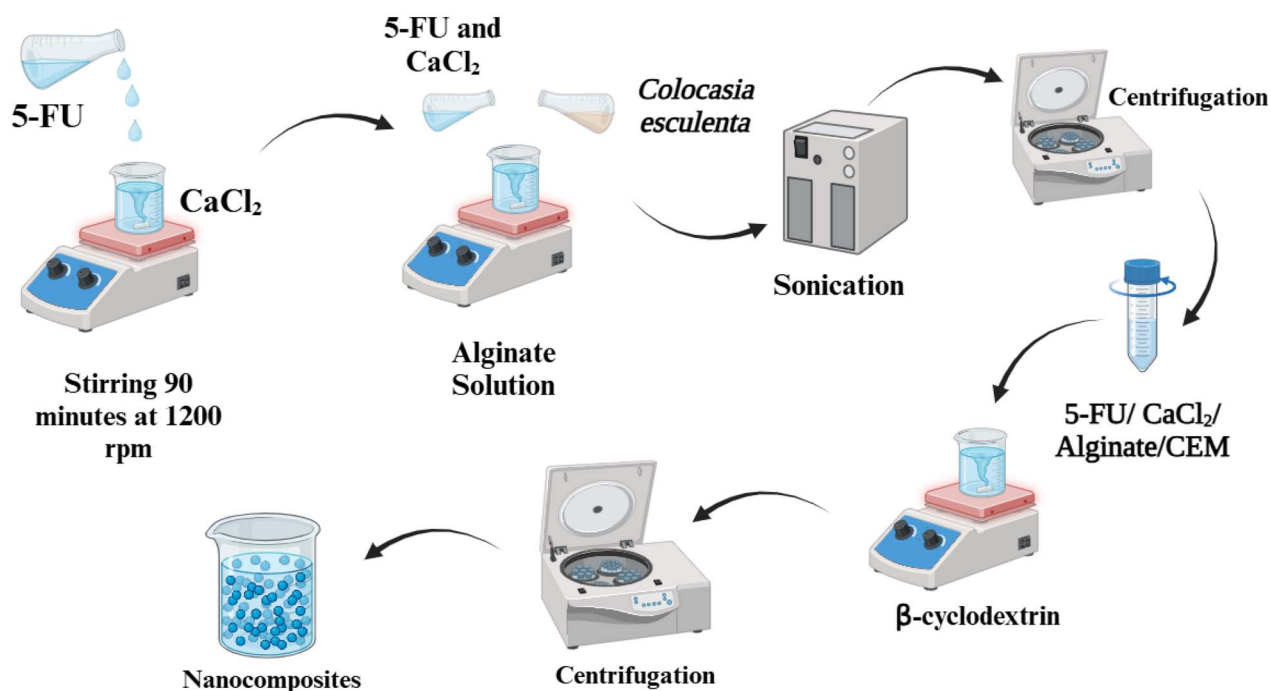 5-FU
CaCl₂
Stirring 90
minutes at 1200
rpm
5-FU and
CaCl₂
Colocasia
esculenta
Alginate
Solution
Sonication
Centrifugation
5-FU/ CaCl₂/
Alginate/CEM
β-cyclodextrin
Centrifugation
Nanocomposites